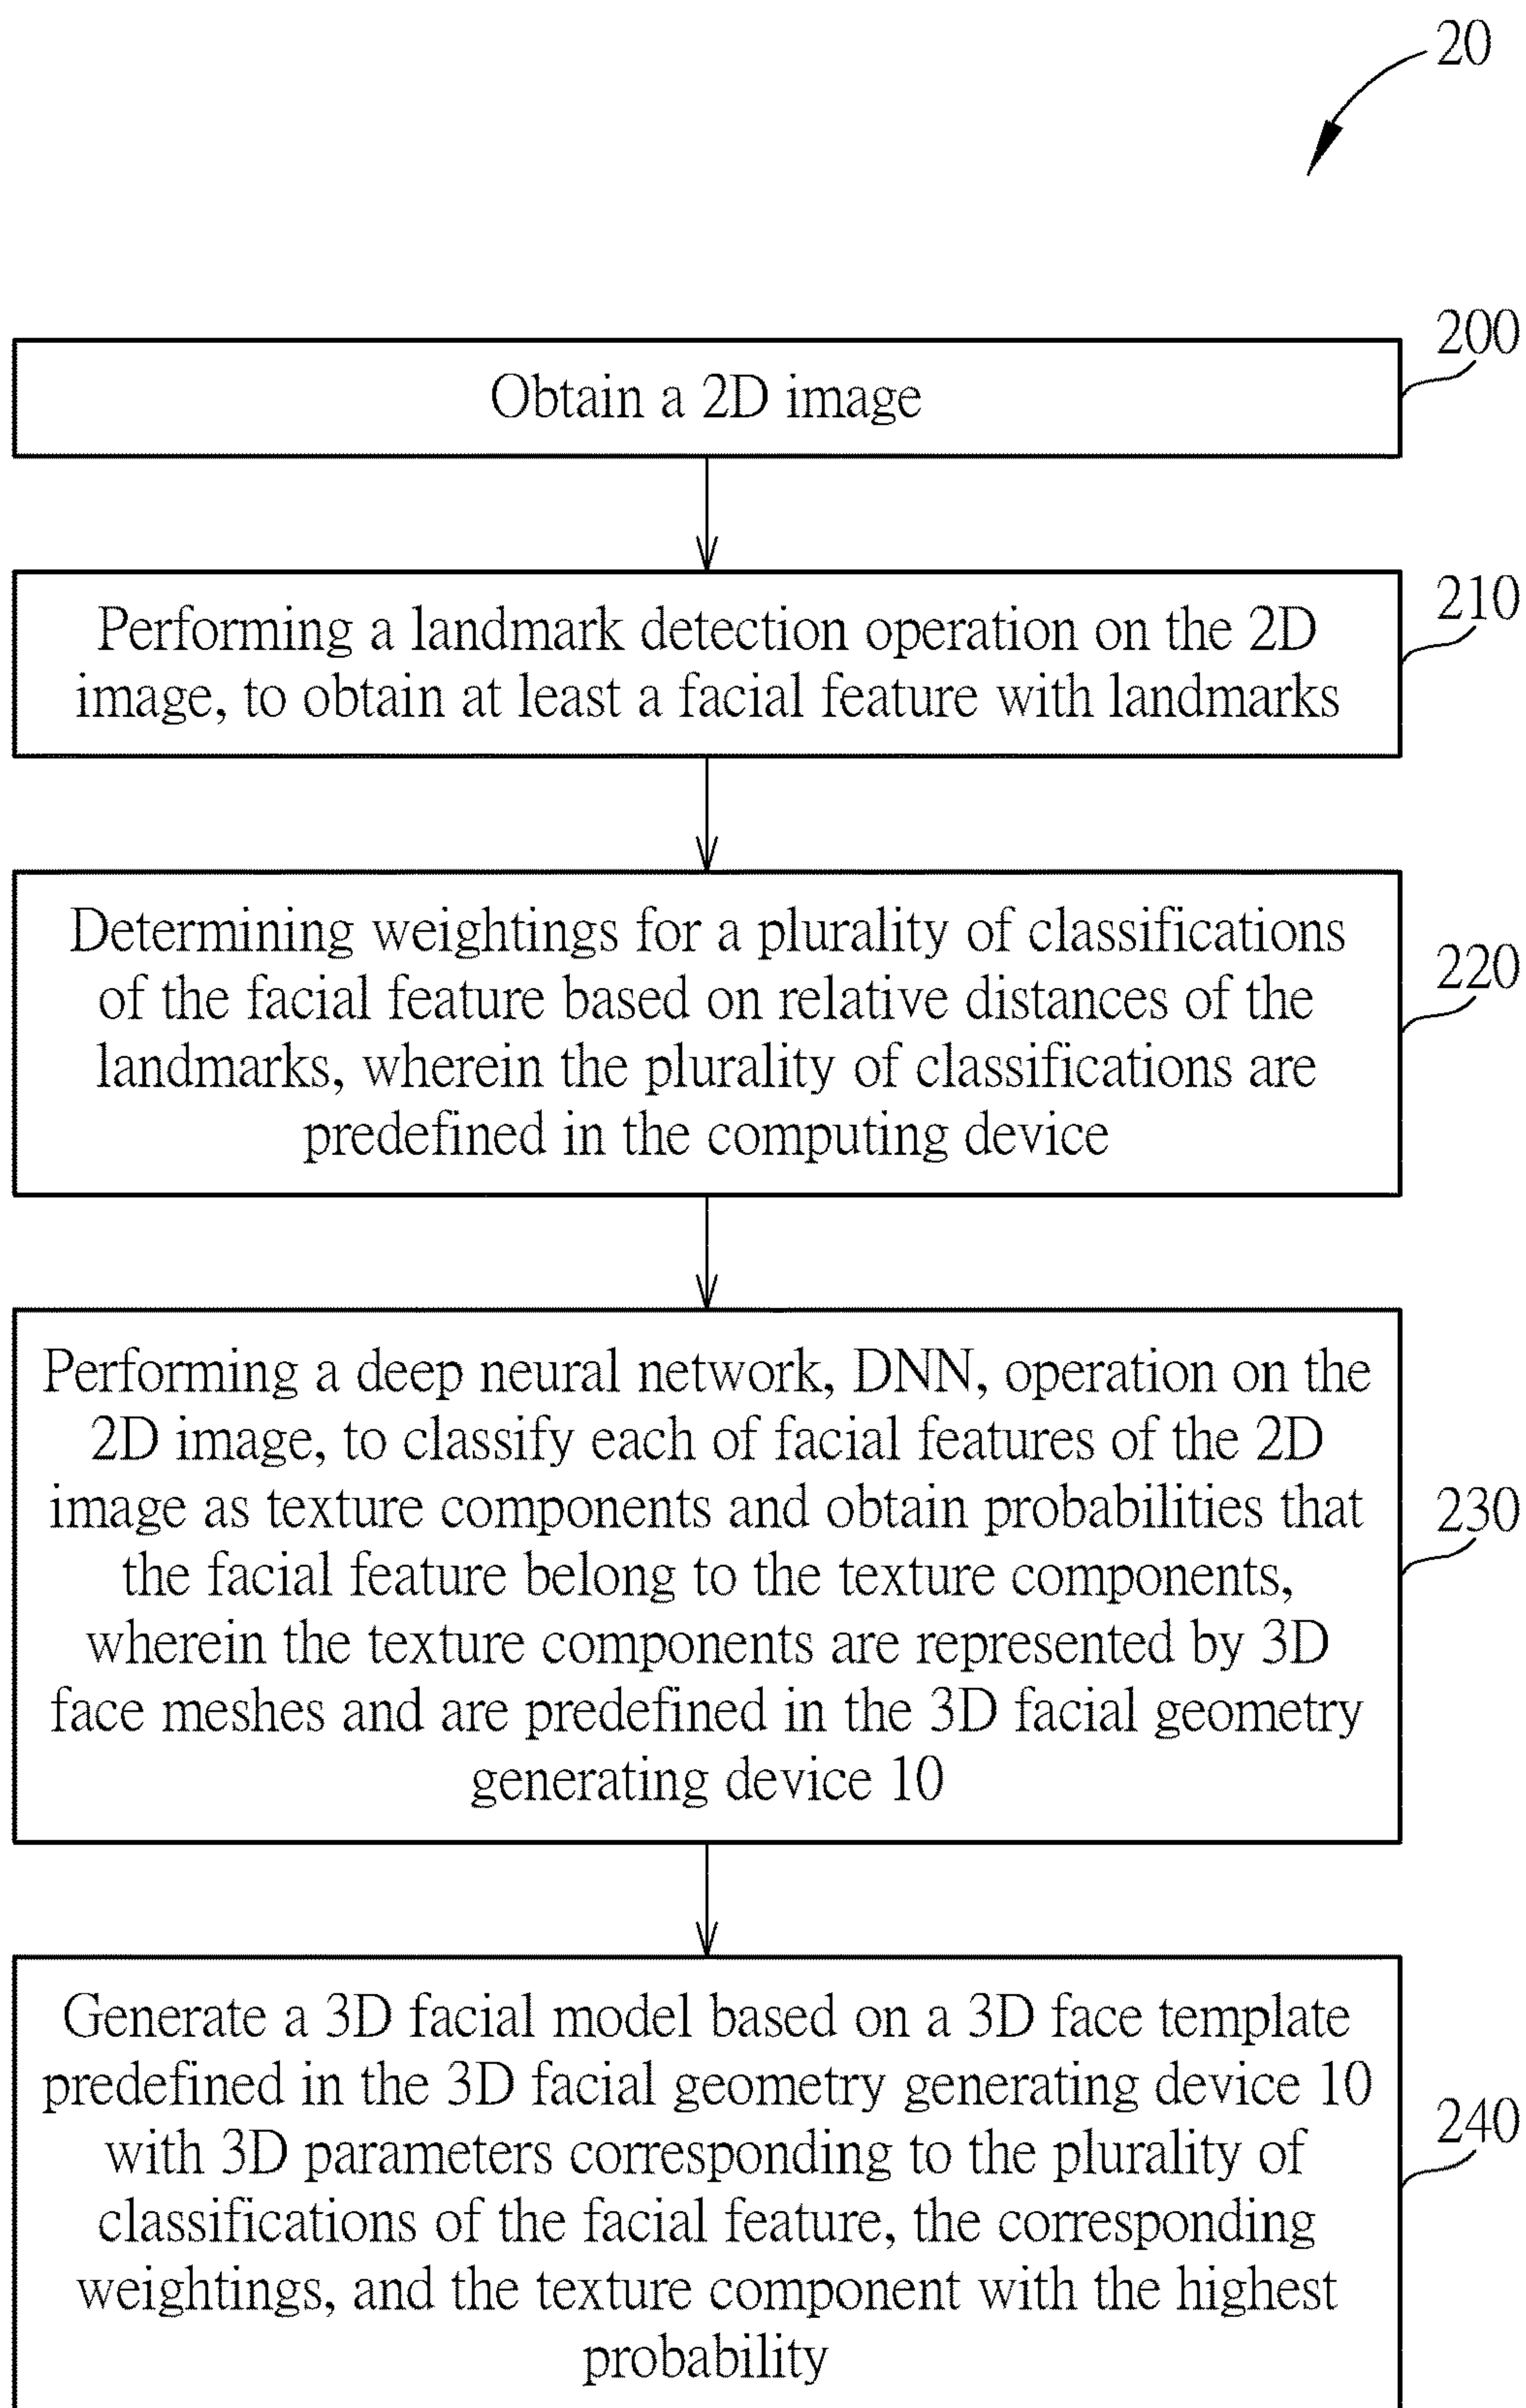 20
200
Obtain a 2D image
210
Performing a landmark detection operation on the 2D
image, to obtain at least a facial feature with landmarks
Determining weightings for a plurality of classifications
of the facial feature based on relative distances of the
landmarks, wherein the plurality of classifications are
predefined in the computing device
220
Performing a deep neural network, DNN, operation on the
2D image, to classify each of facial features of the 2D
image as texture components and obtain probabilities that
the facial feature belong to the texture components,
wherein the texture components are represented by 3D
face meshes and are predefined in the 3D facial geometry
generating device 10
230
Generate a 3D facial model based on a 3D face template
predefined in the 3D facial geometry generating device 10
with 3D parameters corresponding to the plurality of
classifications of the facial feature, the corresponding
weightings, and the texture component with the highest
probability
240